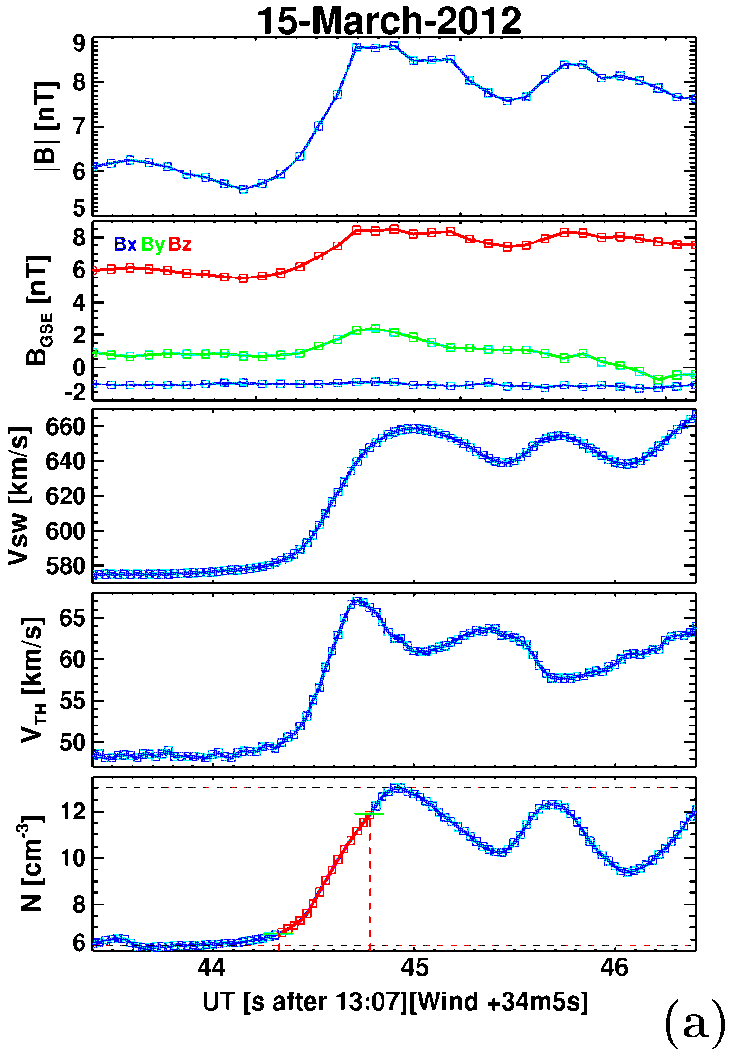 15-March-2012
9
8
7
6
5
|B| [nT]
Bx By Bz
8
6
4
2
0
-2
B_GSE [nT]
660
640
620
600
580
Vsw [km/s]
65
60
55
50
V_TH [km/s]
12
10
8
6
N [cm^-3]
44 45 46
UT [s after 13:07][Wind +34m5s]
(a)